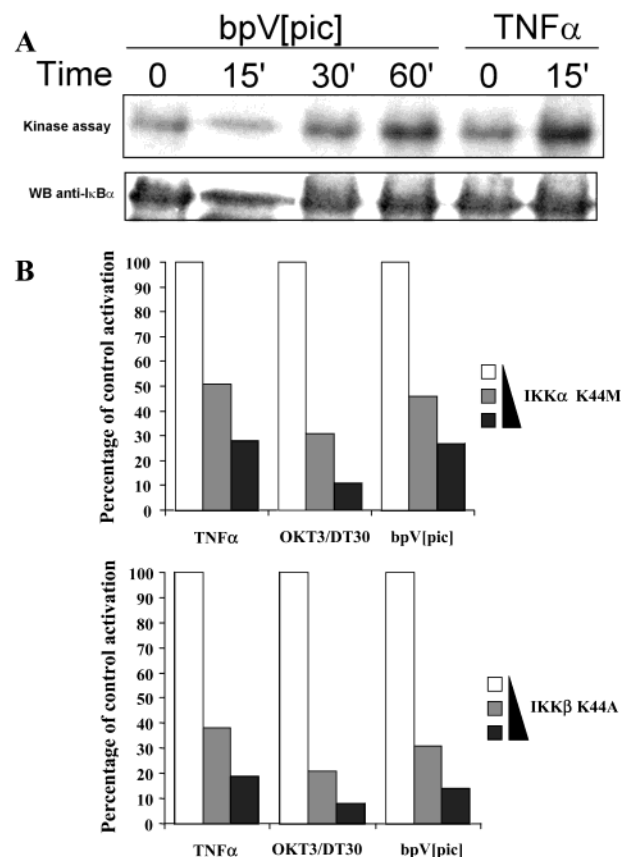 A
bpV[pic] TNFα
Time 0 15' 30' 60' 0 15'
Kinase assay
WB anti-IκBα
B
Percentage of control activation
100
90
80
70
60
50
40
30
20
10
0
TNFα OKT3/DT30 bpV[pic]
IKKα K44M
Percentage of control activation
100
90
80
70
60
50
40
30
20
10
0
TNFα OKT3/DT30 bpV[pic]
IKKβ K44A